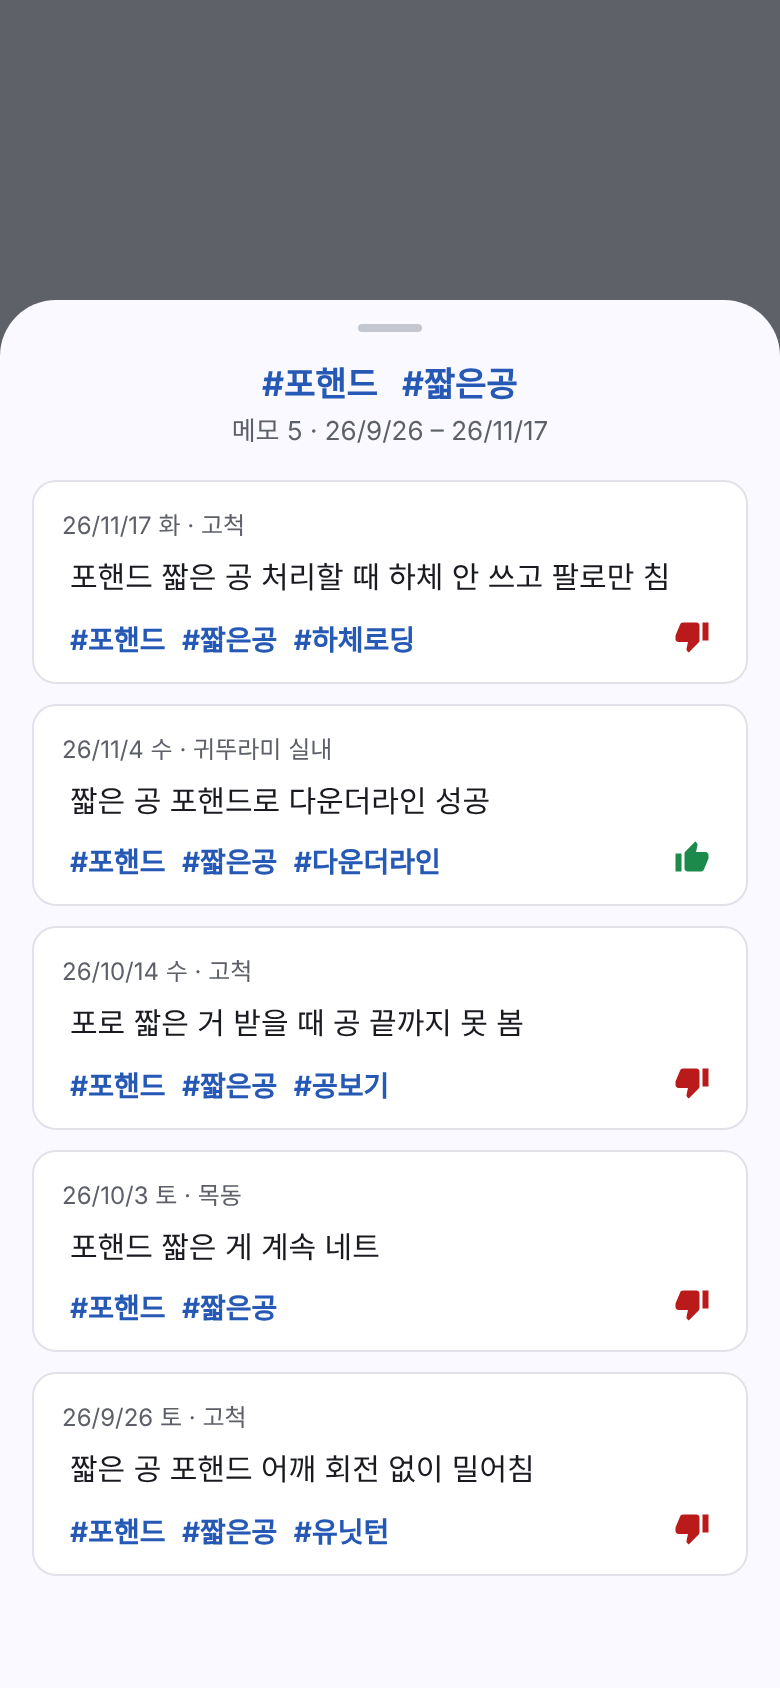 #포핸드 #짧은공
메모 5 · 26/9/26 – 26/11/17
26/11/17 화 · 고척
포핸드 짧은 공 처리할 때 하체 안 쓰고 팔로만 침
#포핸드 #짧은공 #하체로딩
26/11/4 수 · 귀뚜라미 실내
짧은 공 포핸드로 다운더라인 성공
#포핸드 #짧은공 #다운더라인
26/10/14 수 · 고척
포로 짧은 거 받을 때 공 끝까지 못 봄
#포핸드 #짧은공 #공보기
26/10/3 토 · 목동
포핸드 짧은 게 계속 네트
#포핸드 #짧은공
26/9/26 토 · 고척
짧은 공 포핸드 어깨 회전 없이 밀어침
#포핸드 #짧은공 #유닛턴